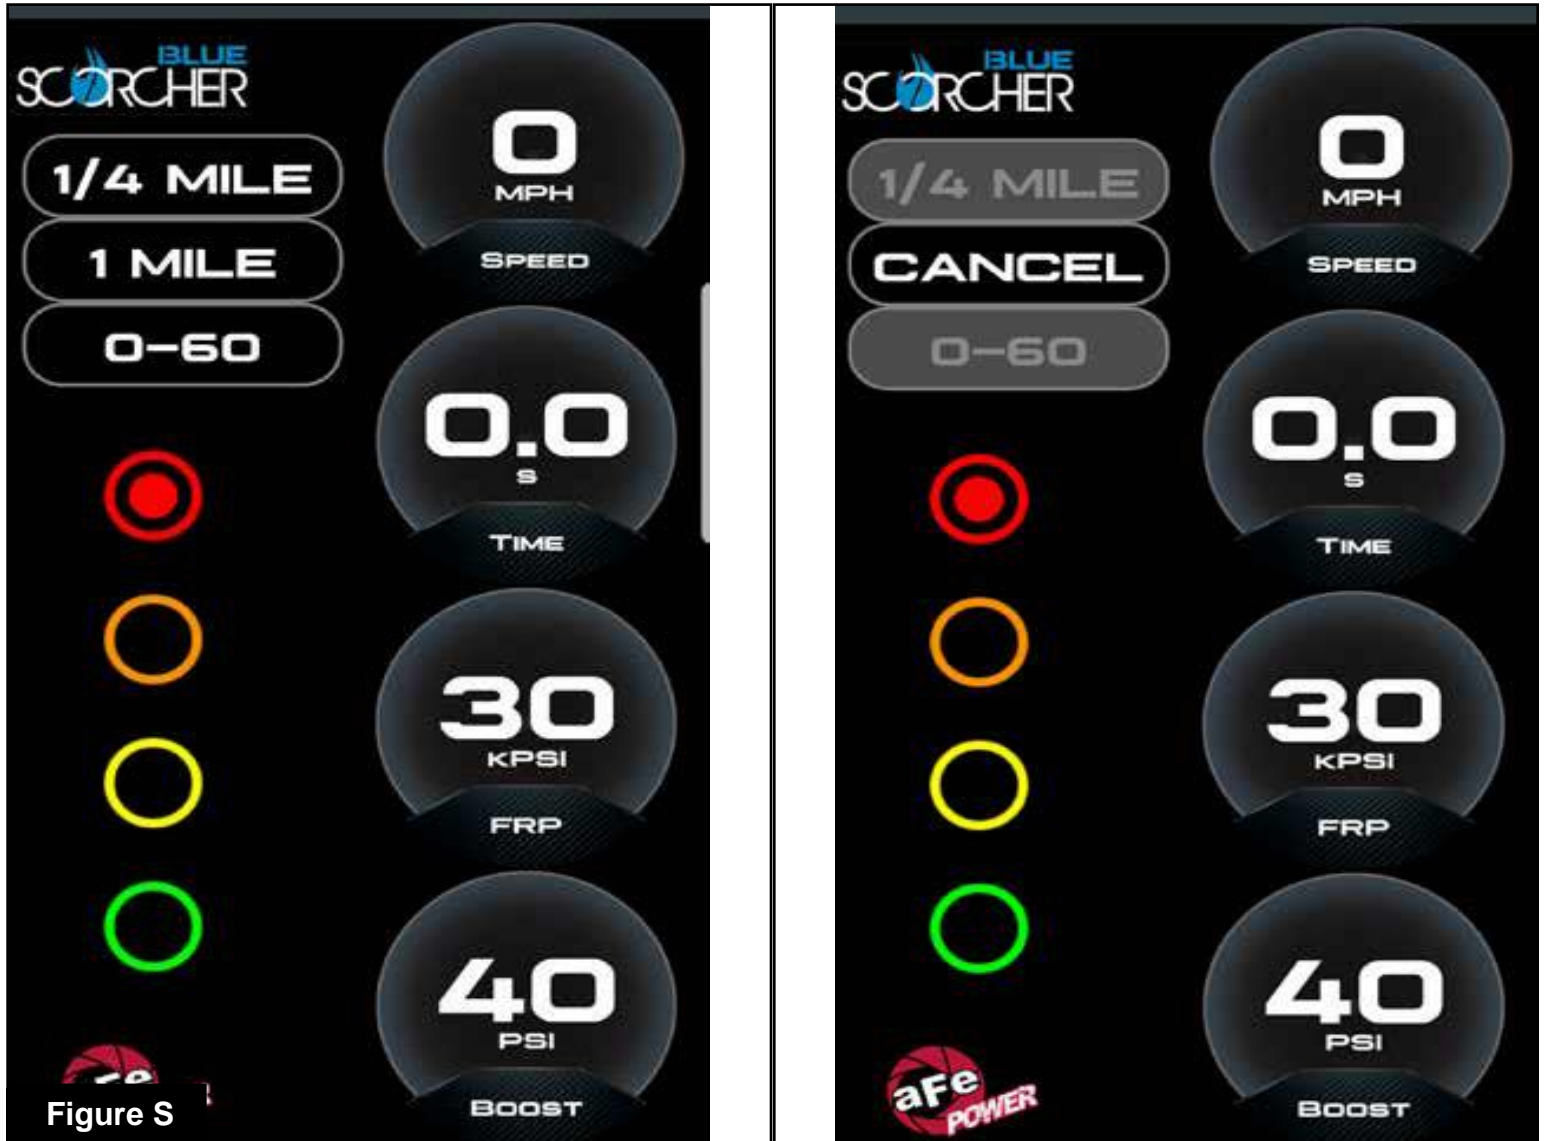 BLUE
SCORCHER
1/4 MILE
1 MILE
0-60
0
MPH
SPEED
0.0
S
TIME
30
KPSI
FRP
40
PSI
BOOST
Figure S
BLUE
SCORCHER
1/4 MILE
CANCEL
0-60
0
MPH
SPEED
0.0
S
TIME
30
KPSI
FRP
40
PSI
BOOST
aFe
POWER